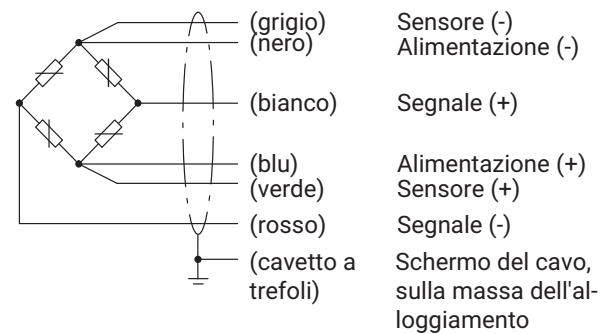 (grigio) Sensore (-)
(nero) Alimentazione (-)
(bianco) Segnale (+)
(blu) Alimentazione (+)
(verde) Sensore (+)
(rosso) Segnale (-)
(cavetto a Schermo del cavo,
trefoli) sulla massa dell'al-
loggiamento